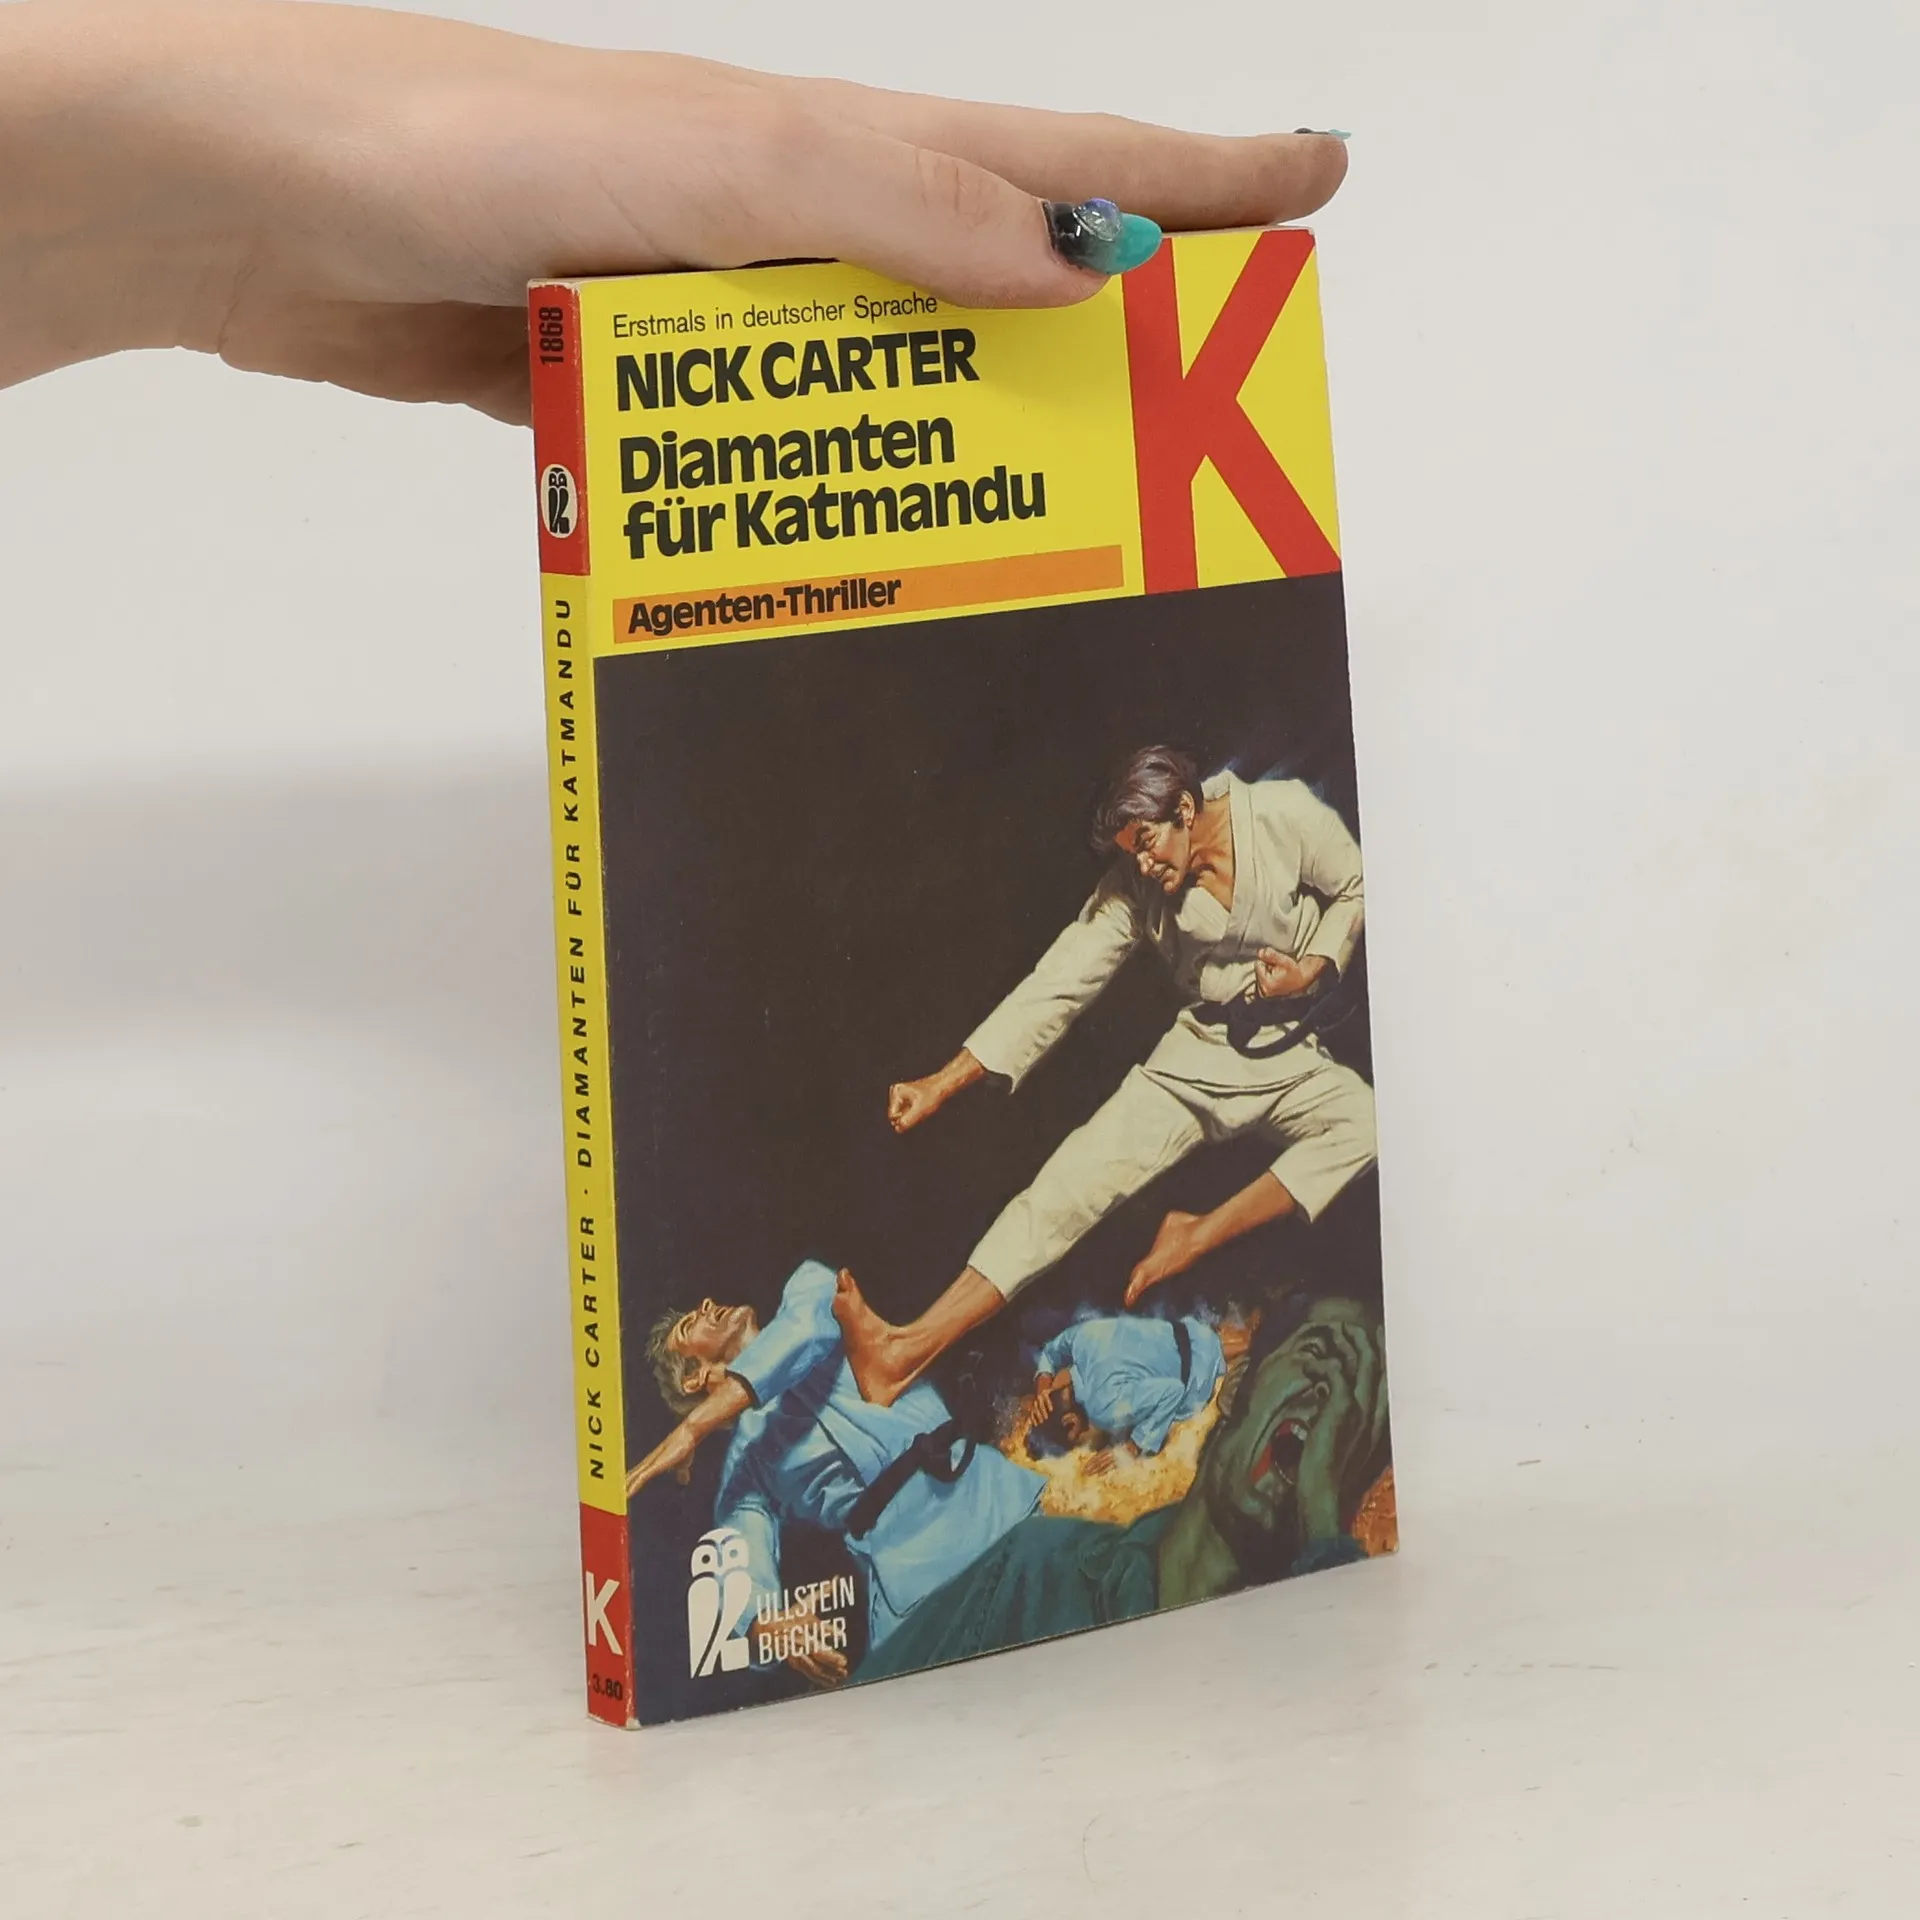 Erstmals in deutscher Sprache
NICK CARTER
Diamanten
für Katmandu
Agenten-Thriller
K
ULLSTEIN
BÜCHER
1868
NICK CARTER · DIAMANTEN FÜR KATMANDU
K
3.80